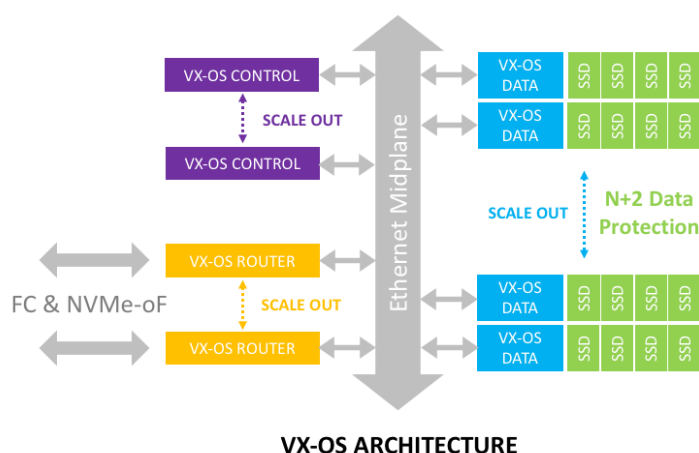 VX-OS CONTROL
SCALE OUT
VX-OS CONTROL
VX-OS ROUTER
SCALE OUT
VX-OS ROUTER
FC & NVMe-oF
Ethernet Midplane
VX-OS
DATA
SSD SSD SSD SSD
VX-OS
DATA
SSD SSD SSD SSD
SCALE OUT
N+2 Data
Protection
VX-OS
DATA
SSD SSD SSD SSD
VX-OS
DATA
SSD SSD SSD SSD
VX-OS ARCHITECTURE